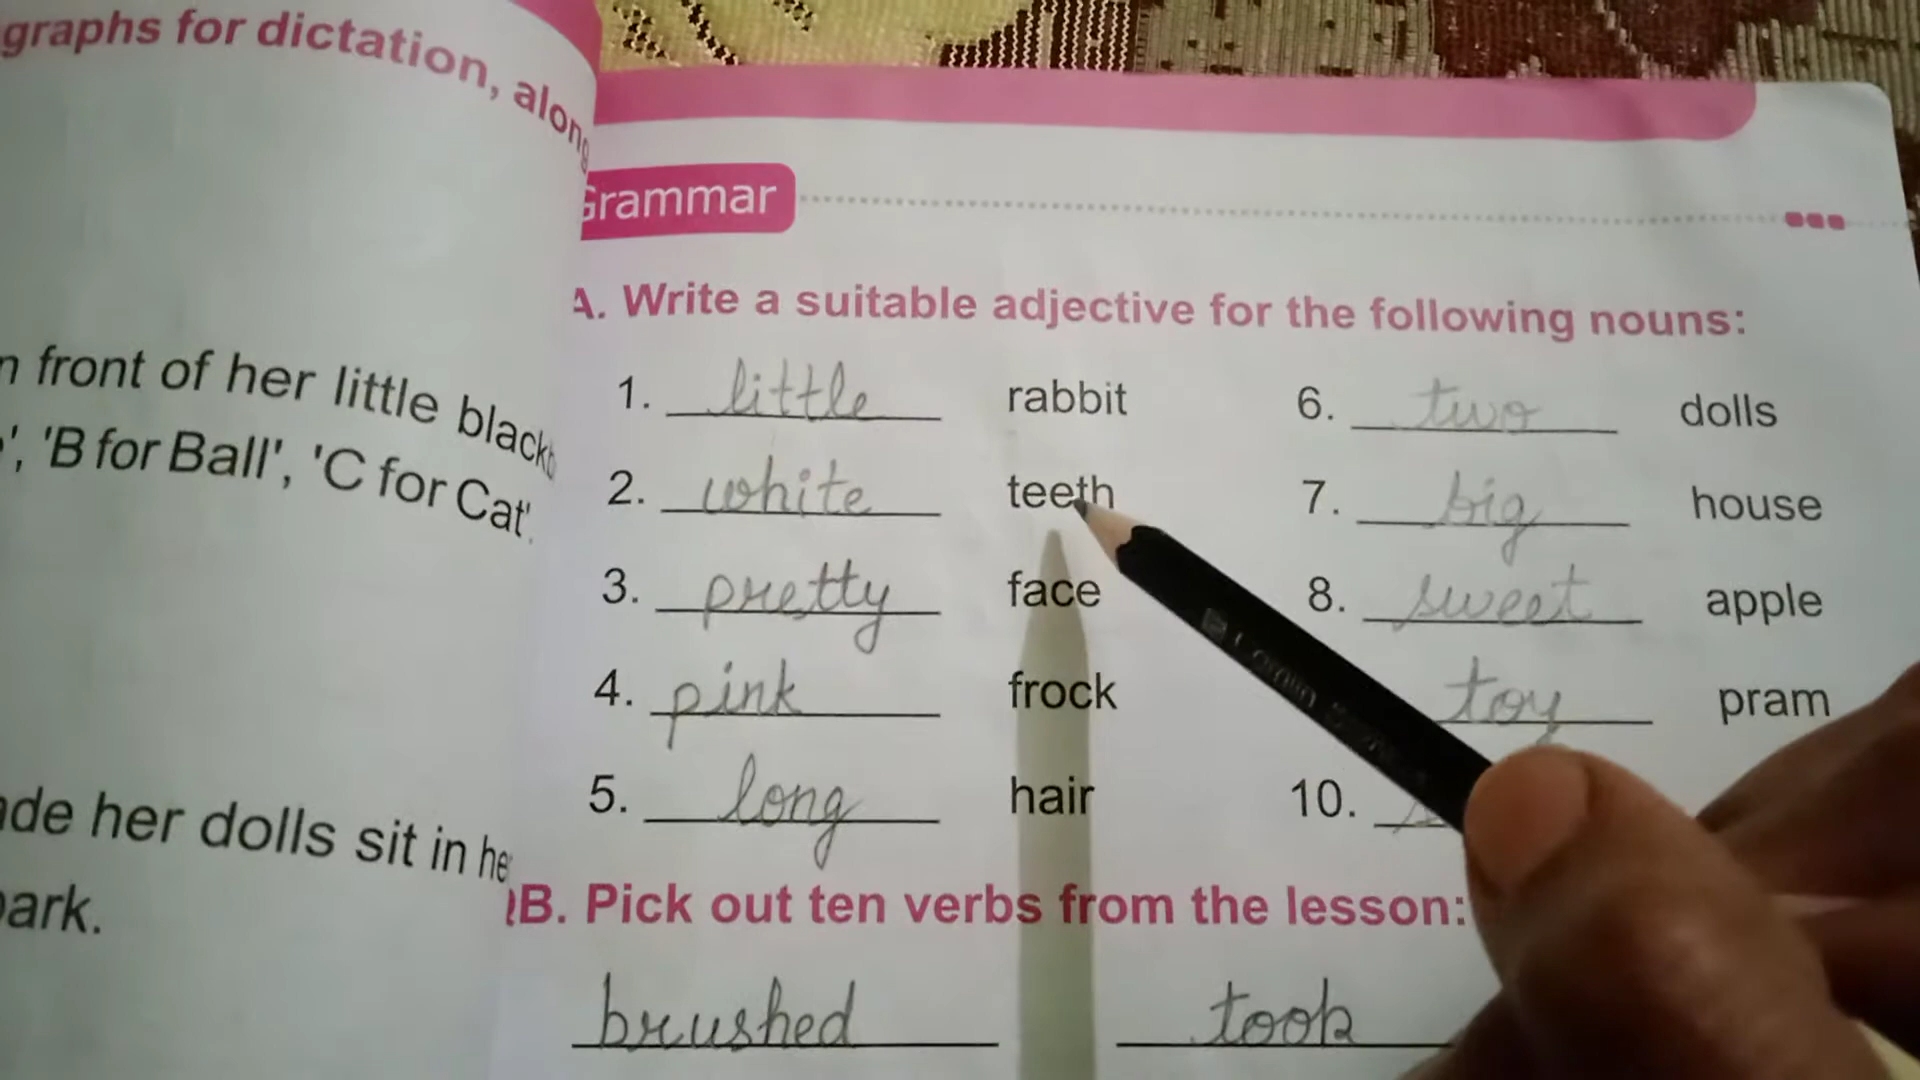 graphs for dictation, along
front of her little black
'B for Ball', 'C for Cat'.
her dolls sit in he
ark.
Grammar
A. Write a suitable adjective for the following nouns:
1. little rabbit
2. white teeth
3. pretty face
4. pink frock
5. long hair
6. two dolls
7. big house
8. sweet apple
toy pram
10.
B. Pick out ten verbs from the lesson:
brushed took